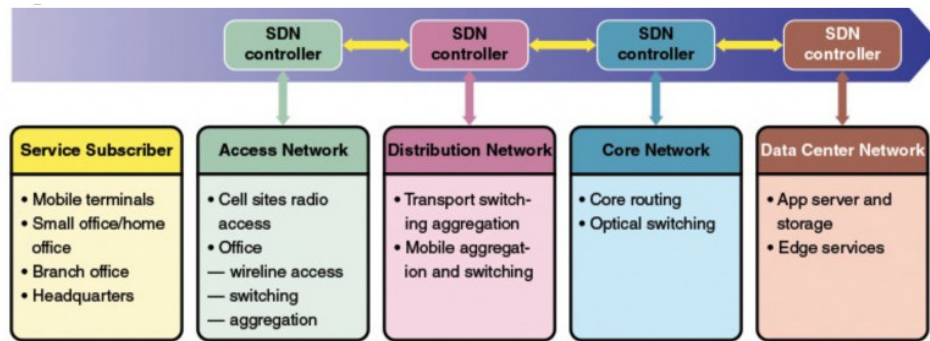 SDN
controller
SDN
controller
SDN
controller
SDN
controller
Service Subscriber
• Mobile terminals
• Small office/home
office
• Branch office
• Headquarters
Access Network
• Cell sites radio
access
• Office
— wireline access
— switching
— aggregation
Distribution Network
• Transport switch-
ing aggregation
• Mobile aggregat-
ion and switching
Core Network
• Core routing
• Optical switching
Data Center Network
• App server and
storage
• Edge services